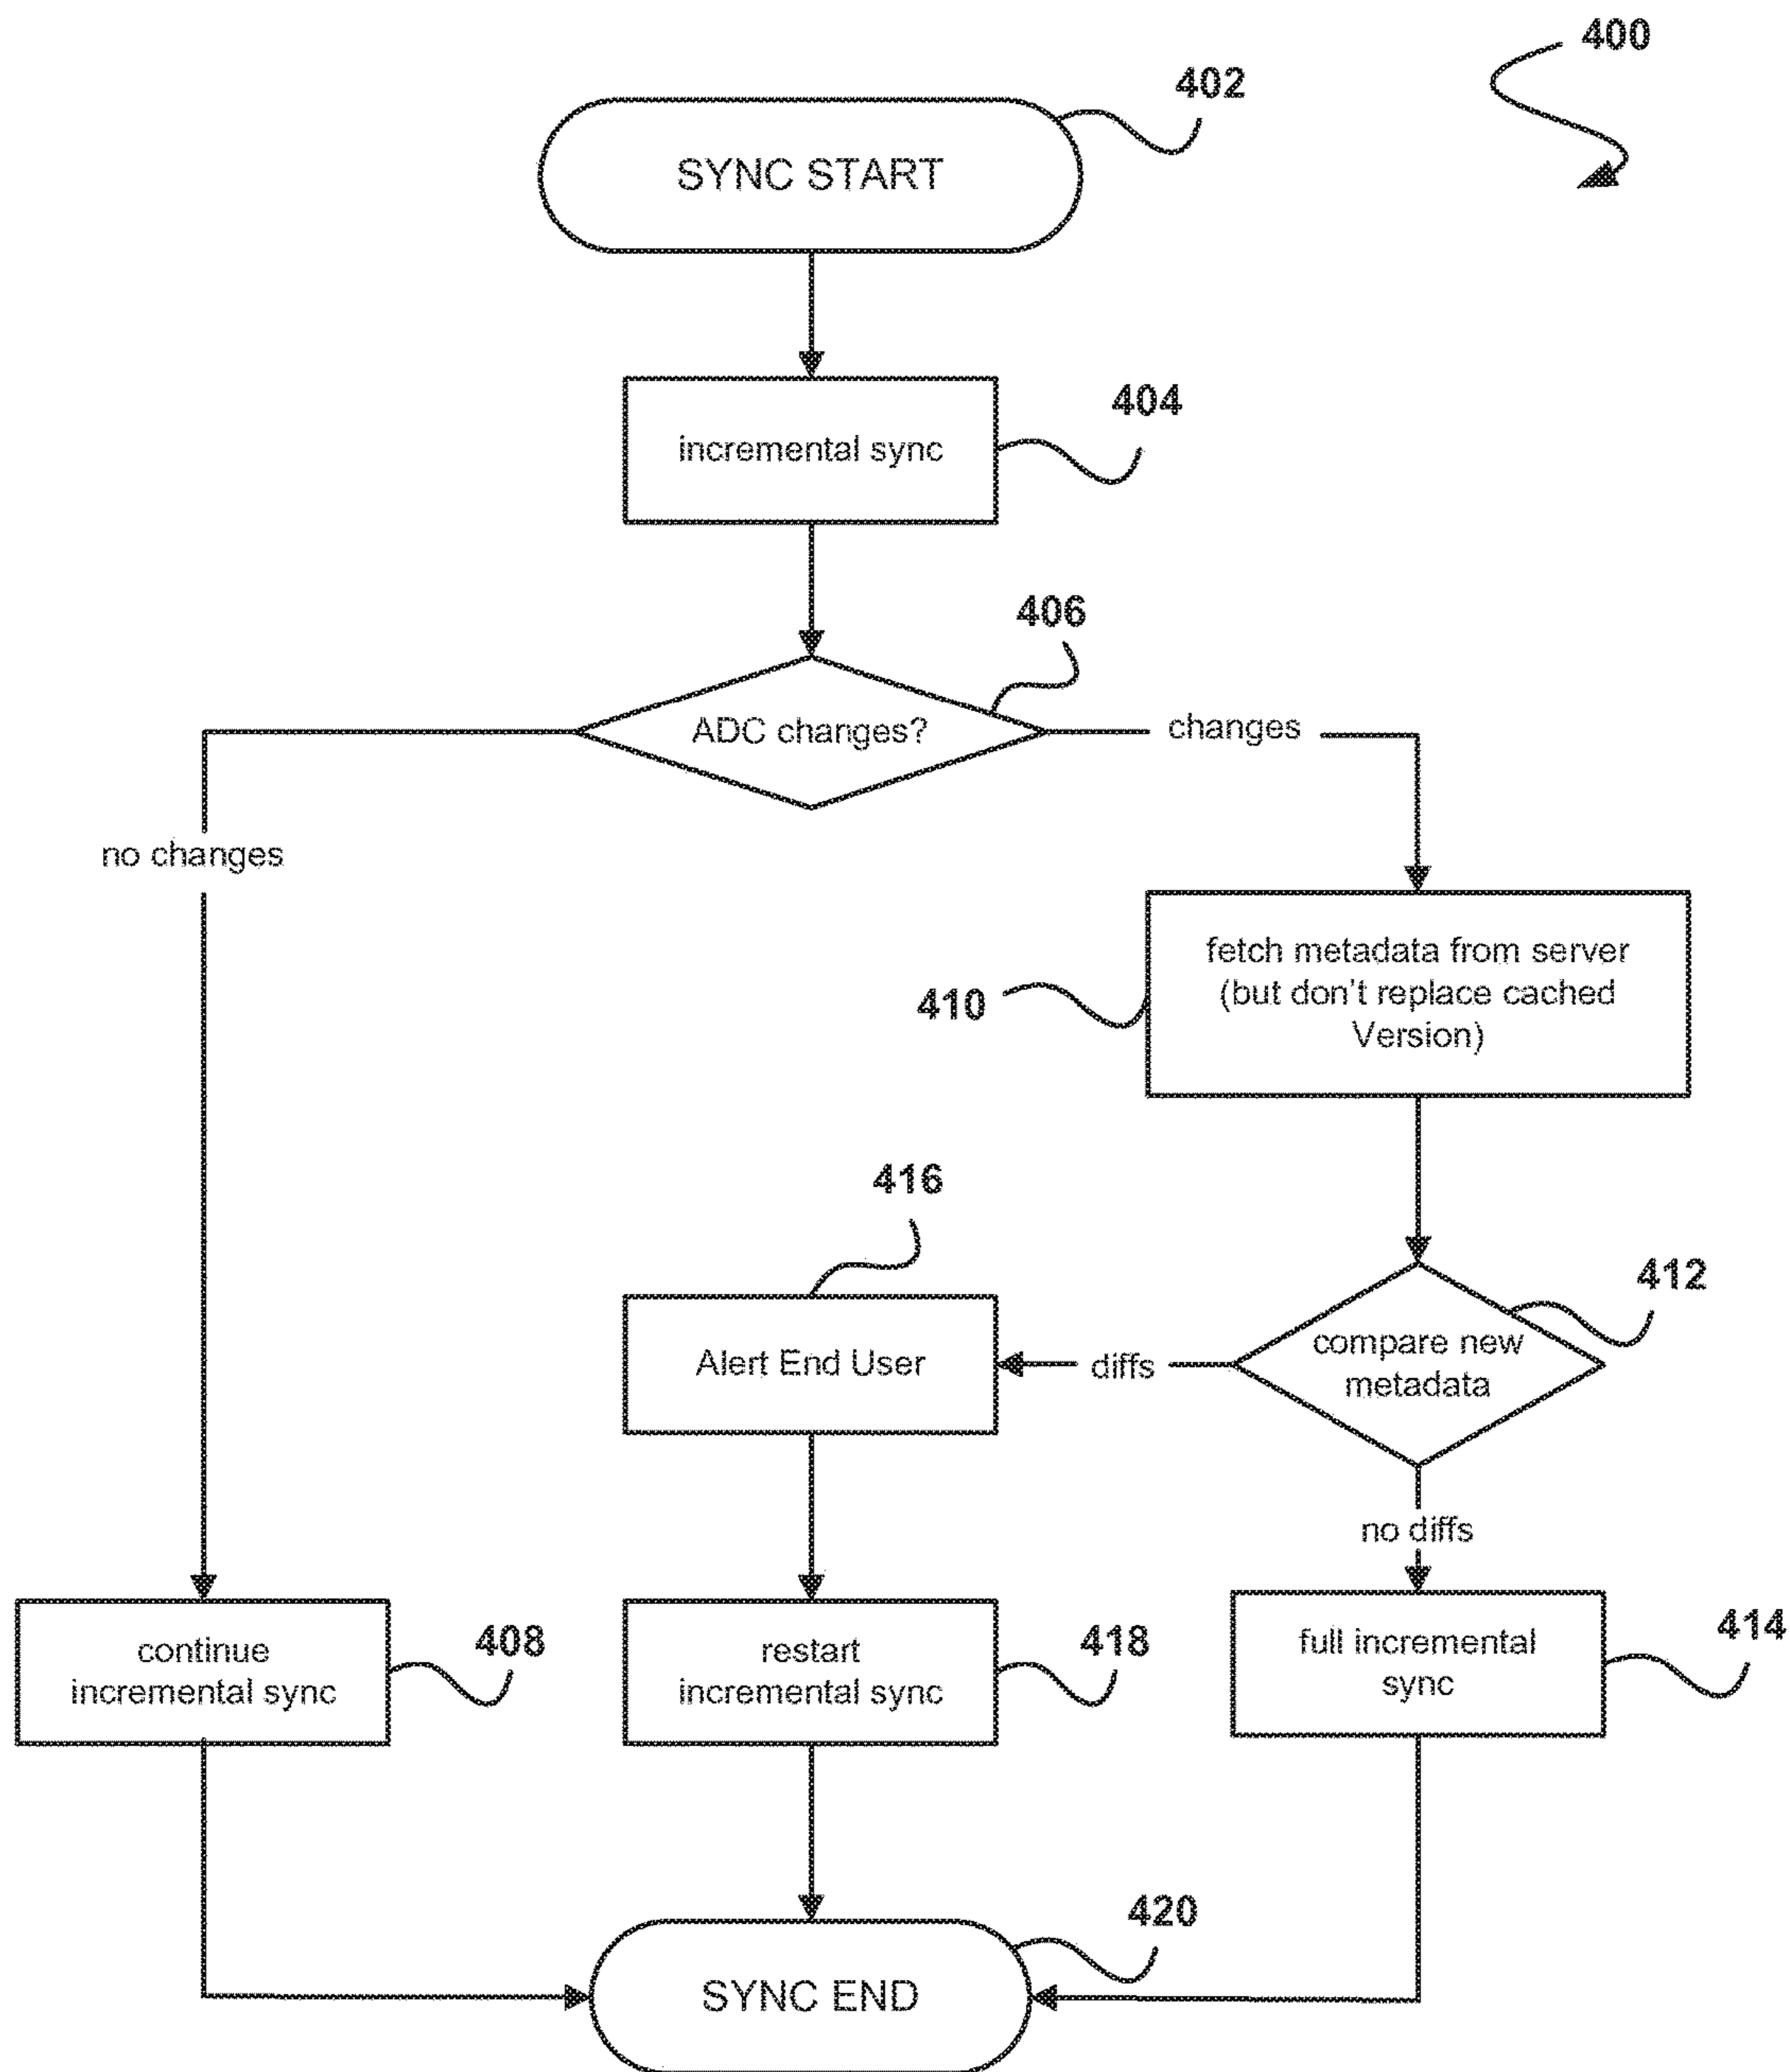 400
402
SYNC START
404
incremental sync
406
ADC changes?
changes
no changes
fetch metadata from server
(but don't replace cached
Version)
410
416
412
compare new
metadata
Alert End User
diffs
no diffs
continue
incremental sync
408
restart
incremental sync
418
full incremental
sync
414
420
SYNC END